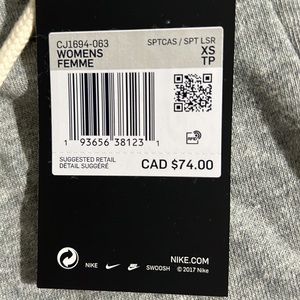 CJ1694-063
WOMENS
FEMME
SPTCAS / SPT LSR
XS
TP
1 93656 38123 1
SUGGESTED RETAIL
DÉTAIL SUGGÉRÉ
CAD $74.00
NIKE.COM
NIKE
SWOOSH
© 2017 Nike